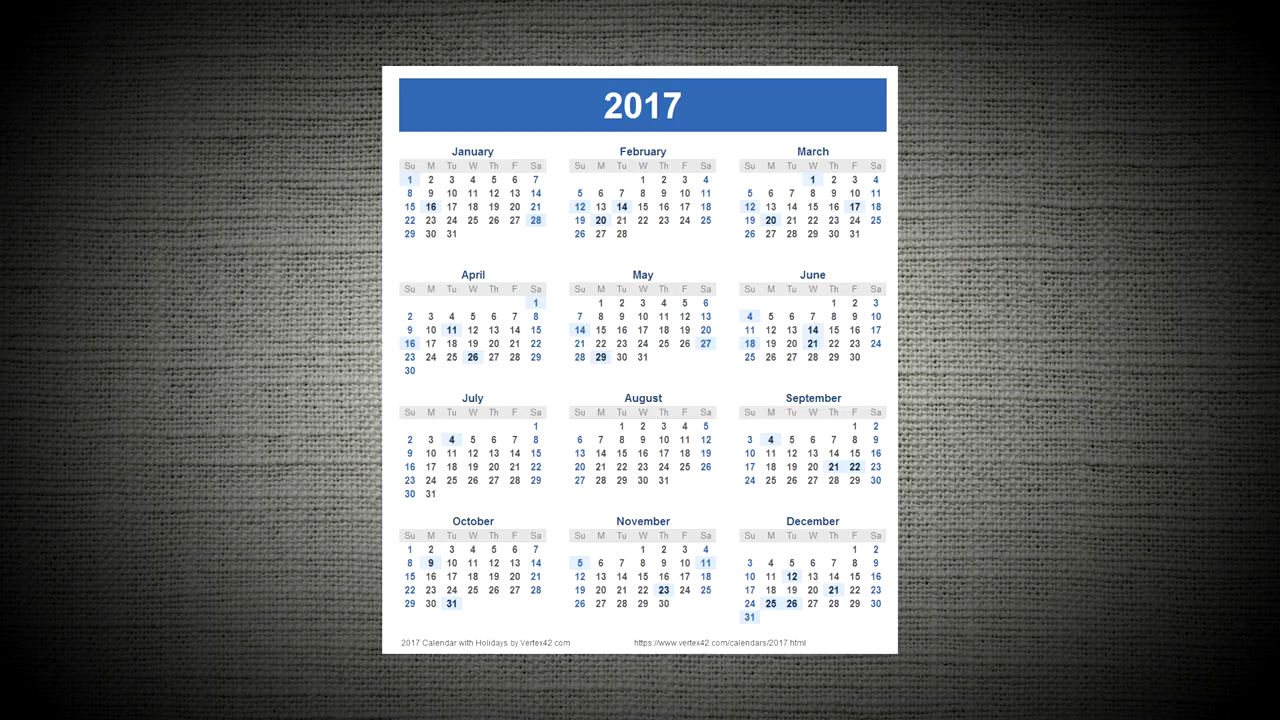 2017
January February March
Su M Tu W Th F Sa Su M Tu W Th F Sa Su M Tu W Th F Sa
1 2 3 4 5 6 7 1 2 3 4 1 2 3 4
8 9 10 11 12 13 14 5 6 7 8 9 10 11 5 6 7 8 9 10 11
15 16 17 18 19 20 21 12 13 14 15 16 17 18 12 13 14 15 16 17 18
22 23 24 25 26 27 28 19 20 21 22 23 24 25 19 20 21 22 23 24 25
29 30 31 26 27 28 26 27 28 29 30 31
April May June
Su M Tu W Th F Sa Su M Tu W Th F Sa Su M Tu W Th F Sa
1 1 2 3 4 5 6 1 2 3
2 3 4 5 6 7 8 7 8 9 10 11 12 13 4 5 6 7 8 9 10
9 10 11 12 13 14 15 14 15 16 17 18 19 20 11 12 13 14 15 16 17
16 17 18 19 20 21 22 21 22 23 24 25 26 27 18 19 20 21 22 23 24
23 24 25 26 27 28 29 28 29 30 31 25 26 27 28 29 30
30
July August September
Su M Tu W Th F Sa Su M Tu W Th F Sa Su M Tu W Th F Sa
1 1 2 3 4 5 1 2
2 3 4 5 6 7 8 6 7 8 9 10 11 12 3 4 5 6 7 8 9
9 10 11 12 13 14 15 13 14 15 16 17 18 19 10 11 12 13 14 15 16
16 17 18 19 20 21 22 20 21 22 23 24 25 26 17 18 19 20 21 22 23
23 24 25 26 27 28 29 27 28 29 30 31 24 25 26 27 28 29 30
30 31
October November December
Su M Tu W Th F Sa Su M Tu W Th F Sa Su M Tu W Th F Sa
1 2 3 4 5 6 7 1 2 3 4 1 2
8 9 10 11 12 13 14 5 6 7 8 9 10 11 3 4 5 6 7 8 9
15 16 17 18 19 20 21 12 13 14 15 16 17 18 10 11 12 13 14 15 16
22 23 24 25 26 27 28 19 20 21 22 23 24 25 17 18 19 20 21 22 23
29 30 31 26 27 28 29 30 24 25 26 27 28 29 30
31
2017 Calendar with Holidays by Vertex42.com https://www.vertex42.com/calendars/2017.html